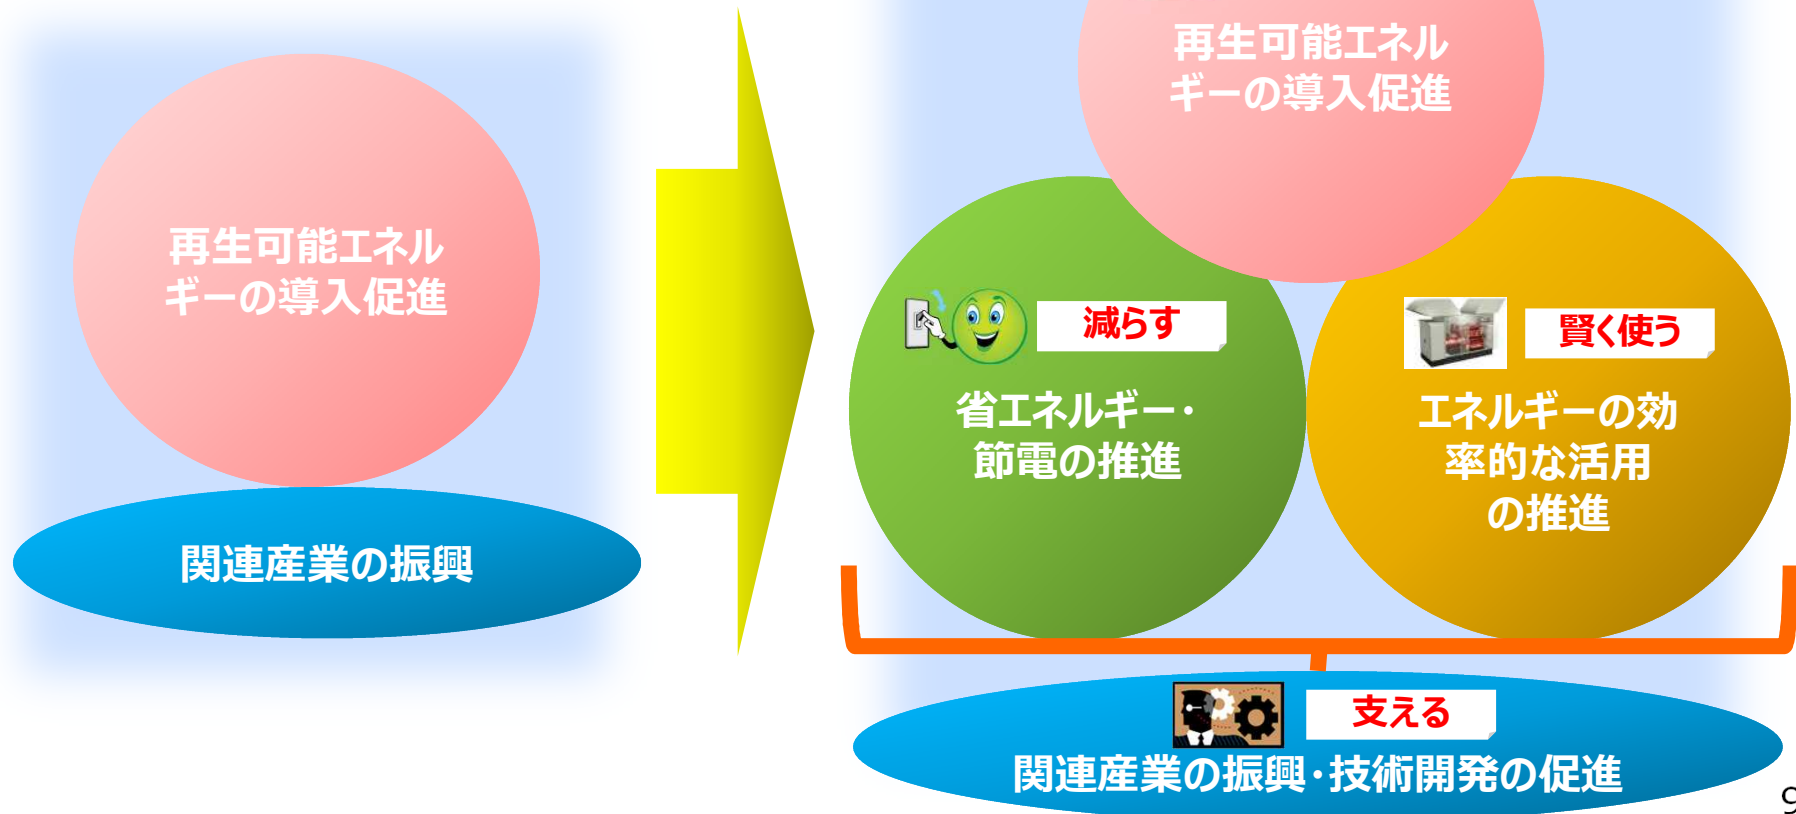 再生可能エネル
ギーの導入促進
関連産業の振興
再生可能エネル
ギーの導入促進
減らす
省エネルギー・
節電の推進
賢く使う
エネルギーの効
率的な活用
の推進
支える
関連産業の振興・技術開発の促進
9